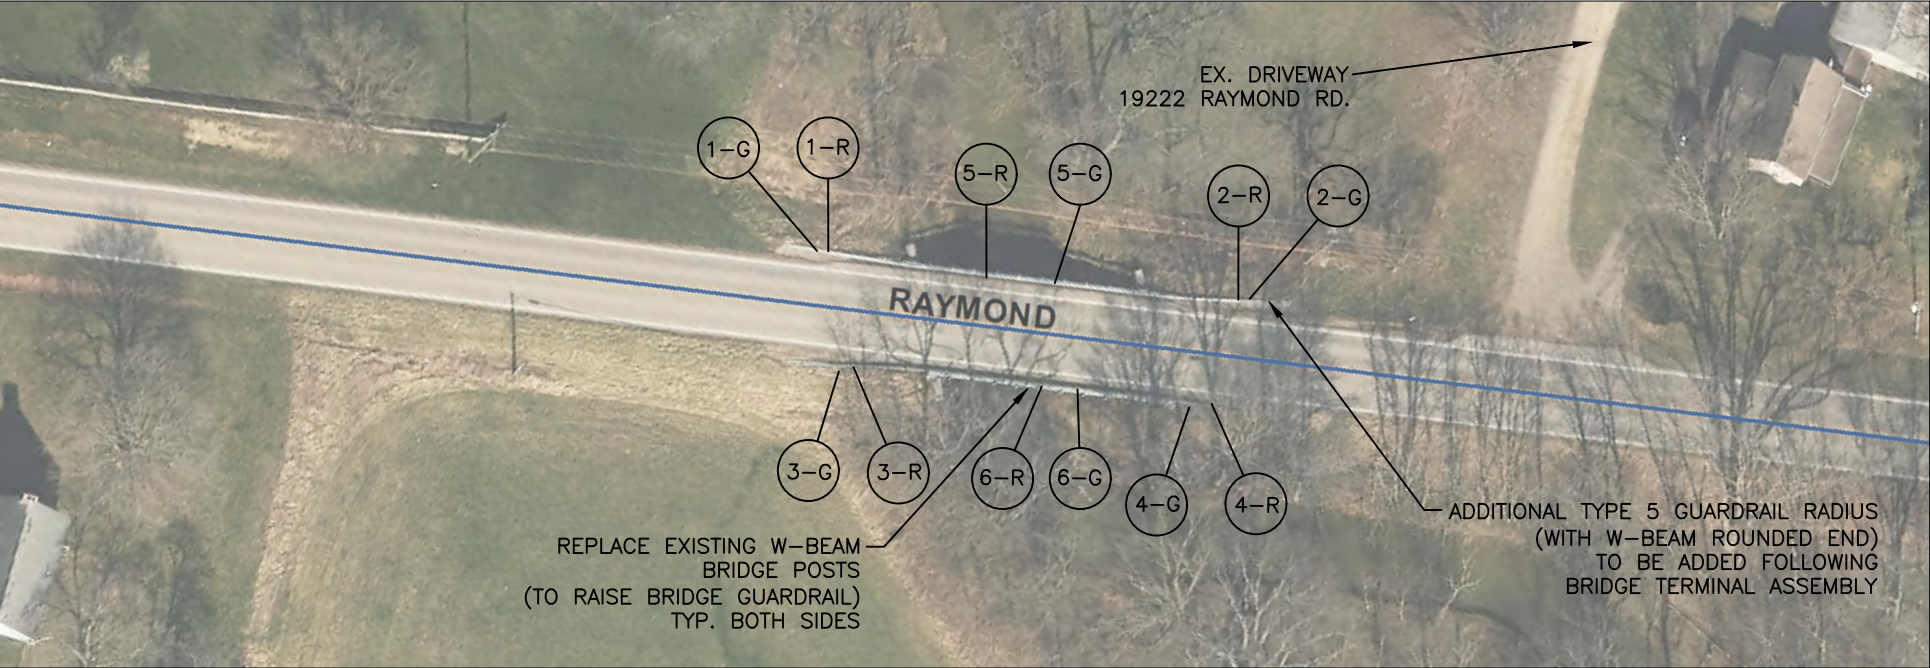 EX. DRIVEWAY
19222 RAYMOND RD.
1-G
1-R
5-R
5-G
2-R
2-G
RAYMOND
3-G
3-R
6-R
6-G
4-G
4-R
REPLACE EXISTING W-BEAM
BRIDGE POSTS
(TO RAISE BRIDGE GUARDRAIL)
TYP. BOTH SIDES
ADDITIONAL TYPE 5 GUARDRAIL RADIUS
(WITH W-BEAM ROUNDED END)
TO BE ADDED FOLLOWING
BRIDGE TERMINAL ASSEMBLY